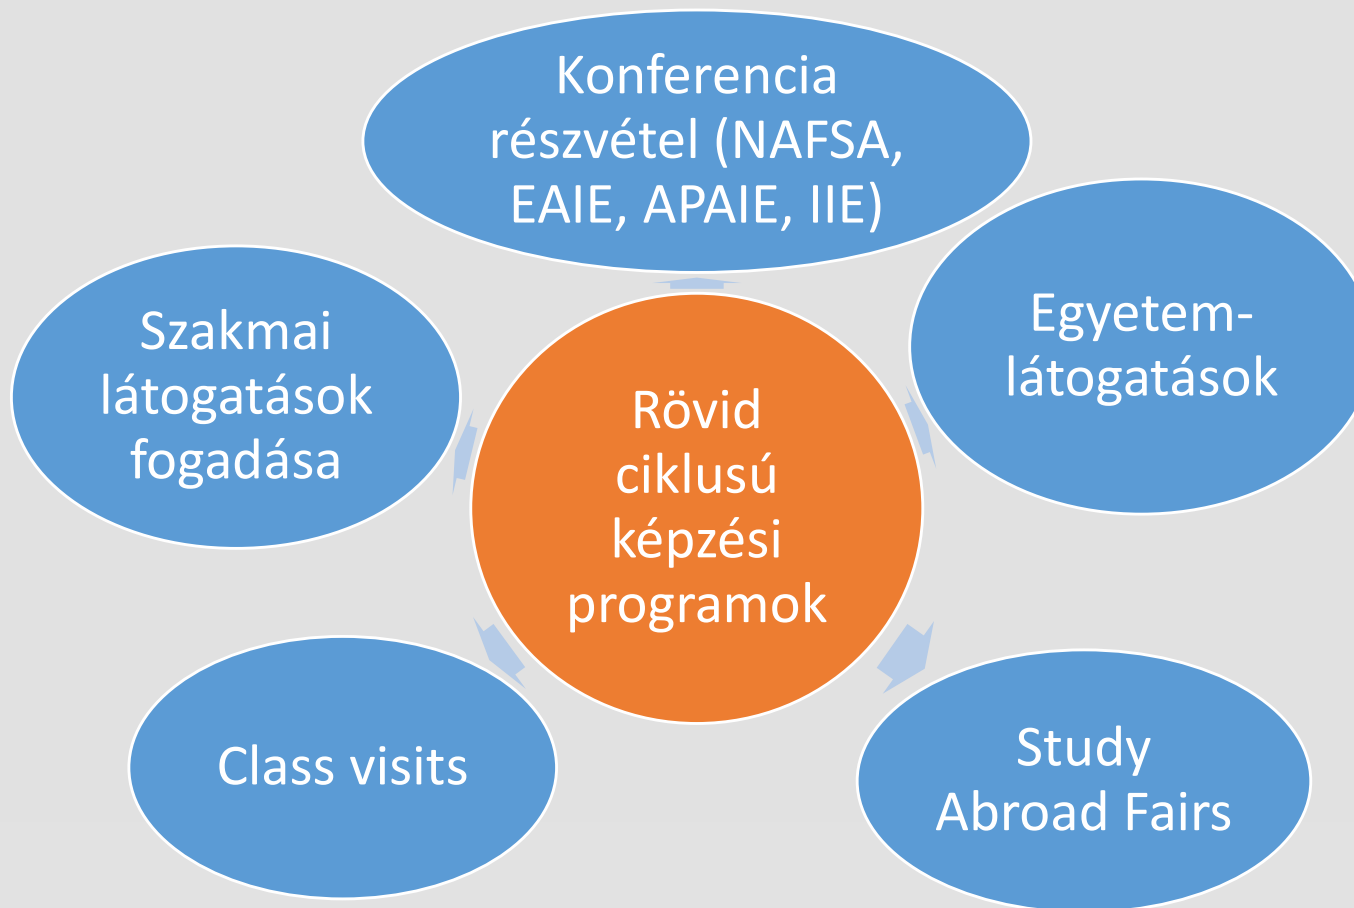 Konferencia
részvétel (NAFSA,
EAIE, APAIE, IIE)
Egyetem-
látogatások
Szakmai
látogatások
fogadása
Rövid
ciklusú
képzési
programok
Class visits
Study
Abroad Fairs